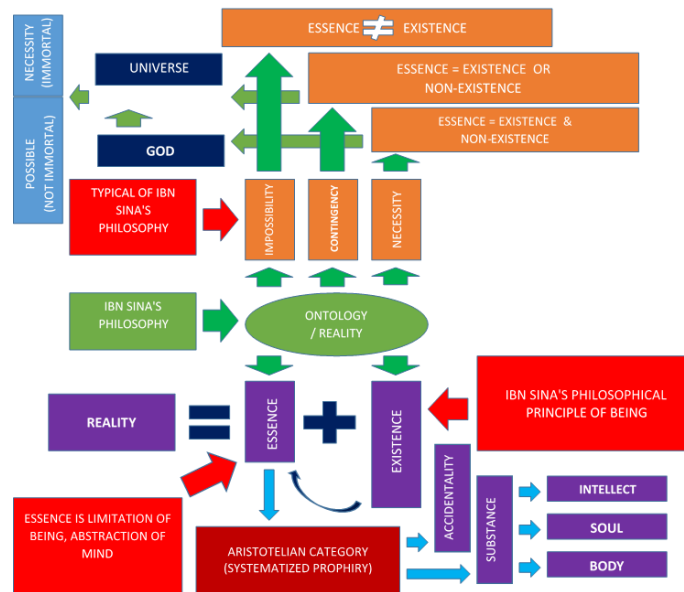 ESSENCE ≠ EXISTENCE
NECESSITY
(IMMORTAL)
UNIVERSE
ESSENCE = EXISTENCE OR
NON-EXISTENCE
POSSIBLE
(NOT IMMORTAL)
GOD
ESSENCE = EXISTENCE &
NON-EXISTENCE
TYPICAL OF IBN
SINA'S
PHILOSOPHY
IMPOSSIBILITY
CONTINGENCY
NECESSITY
IBN SINA'S
PHILOSOPHY
ONTOLOGY
/ REALITY
REALITY
=
ESSENCE
+
EXISTENCE
IBN SINA'S PHILOSOPHICAL
PRINCIPLE OF BEING
ESSENCE IS LIMITATION OF
BEING, ABSTRACTION OF
MIND
ARISTOTELIAN CATEGORY
(SYSTEMATIZED PROPHIRY)
ACCIDENTALITY
SUBSTANCE
INTELLECT
SOUL
BODY